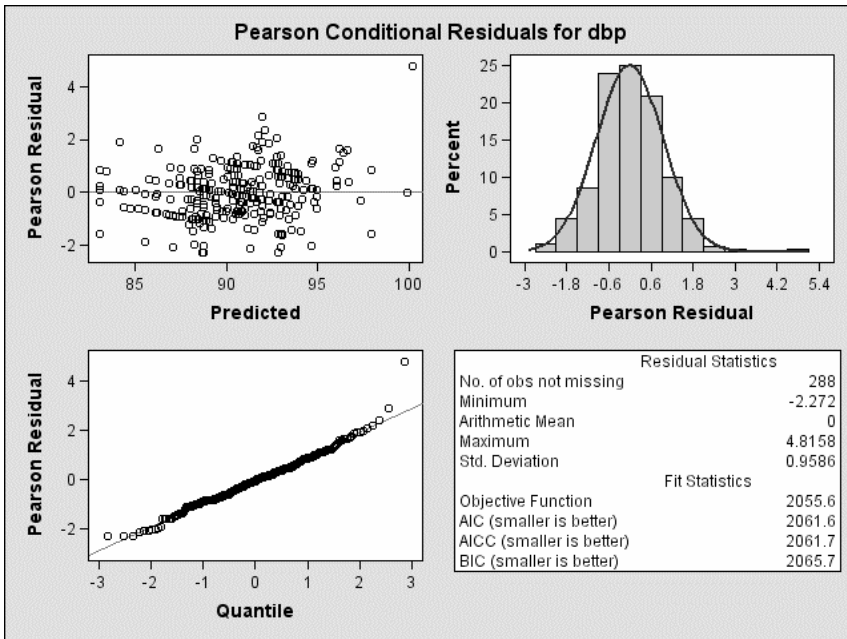 Pearson Conditional Residuals for dbp
Pearson Residual
4
2
0
-2
85
90
95
100
Predicted
Percent
25
20
15
10
5
0
-3
-1.8
-0.6
0.6
1.8
3
4.2
5.4
Pearson Residual
Pearson Residual
4
2
0
-2
-3
-2
-1
0
1
2
3
Quantile
Residual Statistics
No. of obs not missing 288
Minimum -2.272
Arithmetic Mean 0
Maximum 4.8158
Std. Deviation 0.9586
Fit Statistics
Objective Function 2055.6
AIC (smaller is better) 2061.6
AICC (smaller is better) 2061.7
BIC (smaller is better) 2065.7